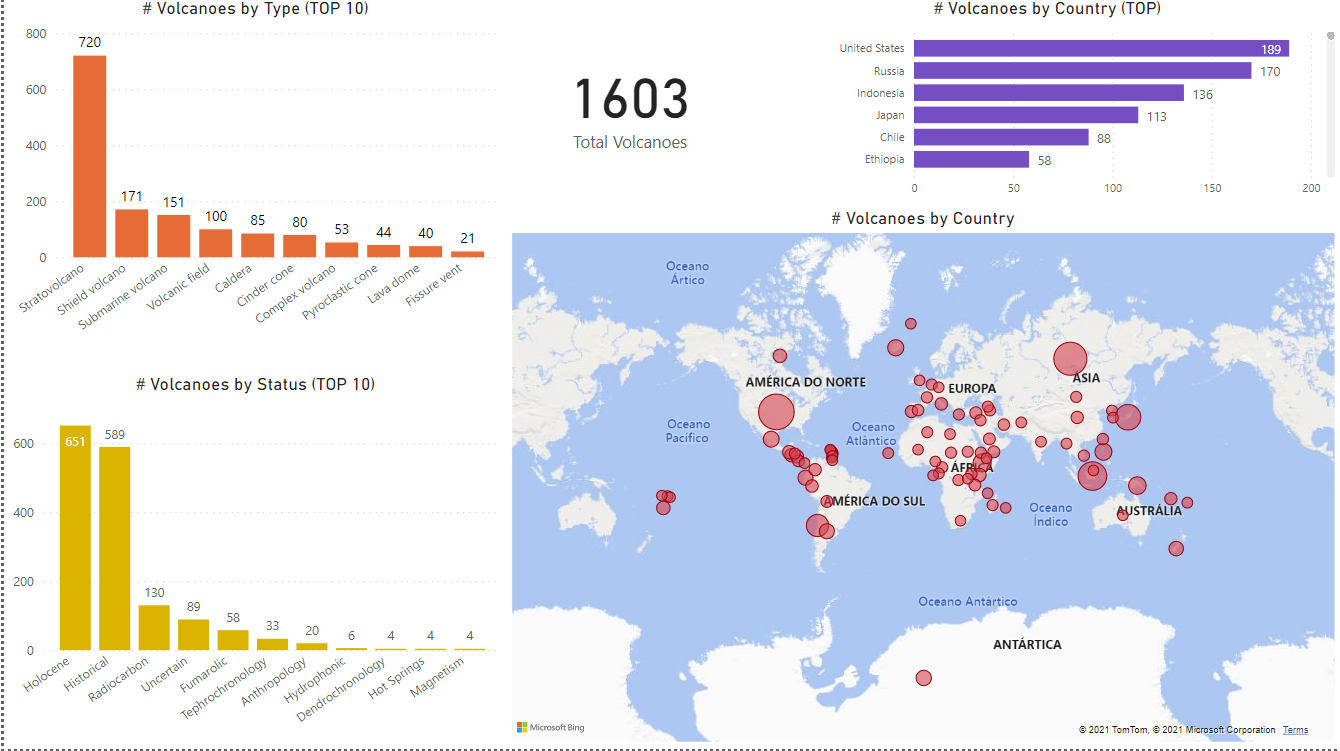 # Volcanoes by Type (TOP 10)
800
600
400
200
0
720
171
151
100
85
80
53
44
40
21
Stratovolcano
Shield volcano
Submarine volcano
Volcanic field
Caldera
Cinder cone
Complex volcano
Pyroclastic cone
Lava dome
Fissure vent
1603
Total Volcanoes
# Volcanoes by Country (TOP)
United States 189
Russia 170
Indonesia 136
Japan 113
Chile 88
Ethiopia 58
0 50 100 150 200
# Volcanoes by Status (TOP 10)
600
400
200
0
651
589
130
89
58
33
20
6
4
4
4
Holocene
Historical
Radiocarbon
Uncertain
Fumarolic
Tephrochronology
Anthropology
Hydrophonic
Dendrochronology
Hot Springs
Magnetism
# Volcanoes by Country
Oceano
Ártico
AMÉRICA DO NORTE
EUROPA
ASIA
Oceano
Pacífico
Oceano
Atlântico
ÁFRICA
AMÉRICA DO SUL
Oceano
Índico
AUSTRÁLIA
Oceano Antártico
ANTÁRTICA
Microsoft Bing
© 2021 TomTom, © 2021 Microsoft Corporation Terms